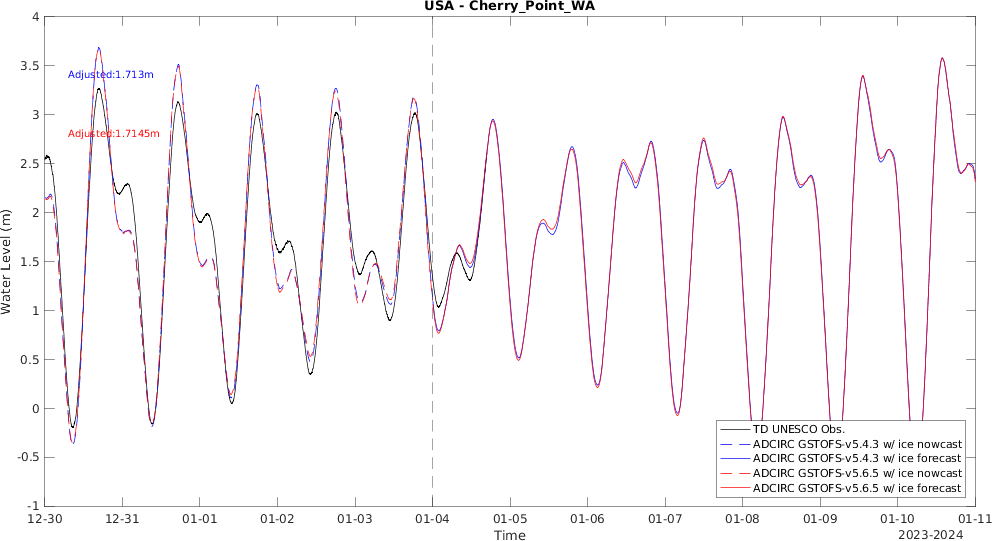 USA - Cherry_Point_WA
4
3.5
3
2.5
2
1.5
1
0.5
0
-0.5
-1
Water Level (m)
Adjusted:1.713m
Adjusted:1.7145m
TD UNESCO Obs.
ADCIRC GSTOFS-v5.4.3 w/ ice nowcast
ADCIRC GSTOFS-v5.4.3 w/ ice forecast
ADCIRC GSTOFS-v5.6.5 w/ ice nowcast
ADCIRC GSTOFS-v5.6.5 w/ ice forecast
12-30 12-31 01-01 01-02 01-03 01-04 01-05 01-06 01-07 01-08 01-09 01-10 01-11
Time
2023-2024